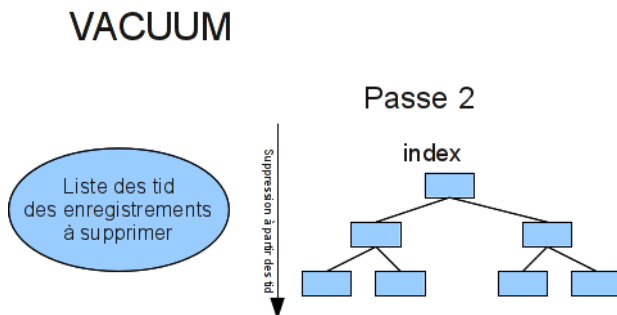 VACUUM
Passe 2
Liste des tid
des enregistrements
à supprimer
Suppression à partir des tid
index